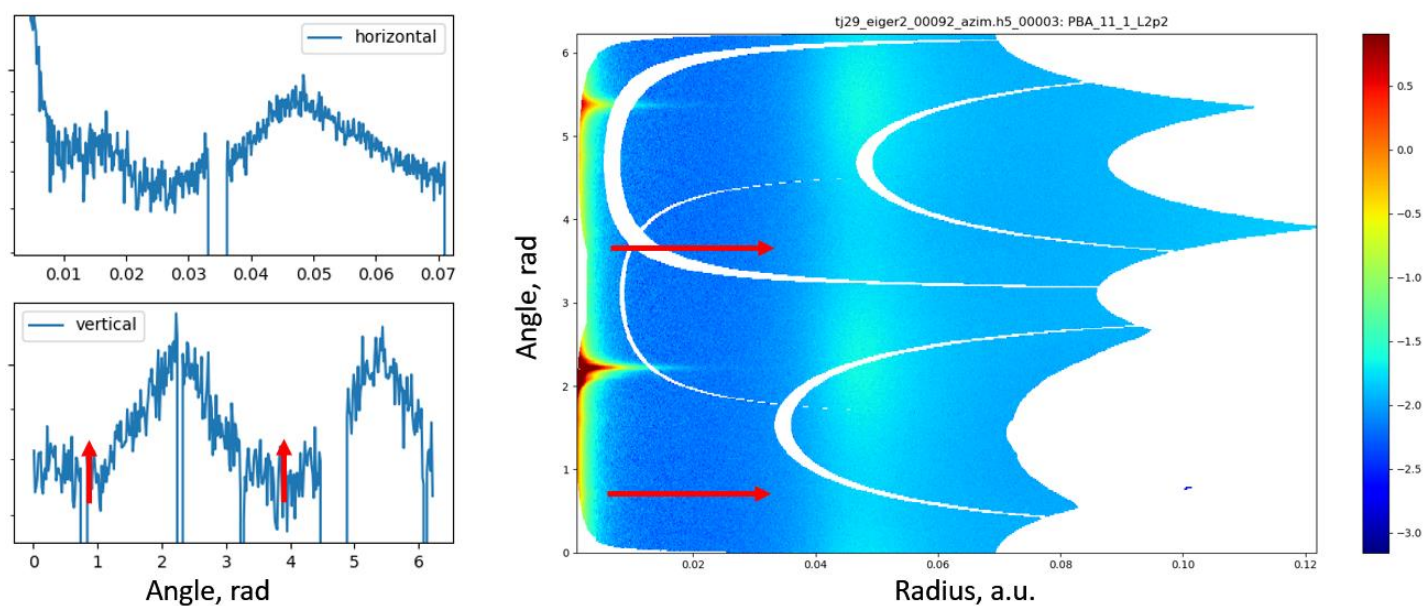 horizontal
0.01 0.02 0.03 0.04 0.05 0.06 0.07
vertical
0 1 2 3 4 5 6
Angle, rad
tj29_eiger2_00092_azim.h5_00003: PBA_11_1_L2p2
6
5
4
3
2
1
0
Angle, rad
0.02 0.04 0.06 0.08 0.10 0.12
Radius, a.u.
0.5
0.0
−0.5
−1.0
−1.5
−2.0
−2.5
−3.0